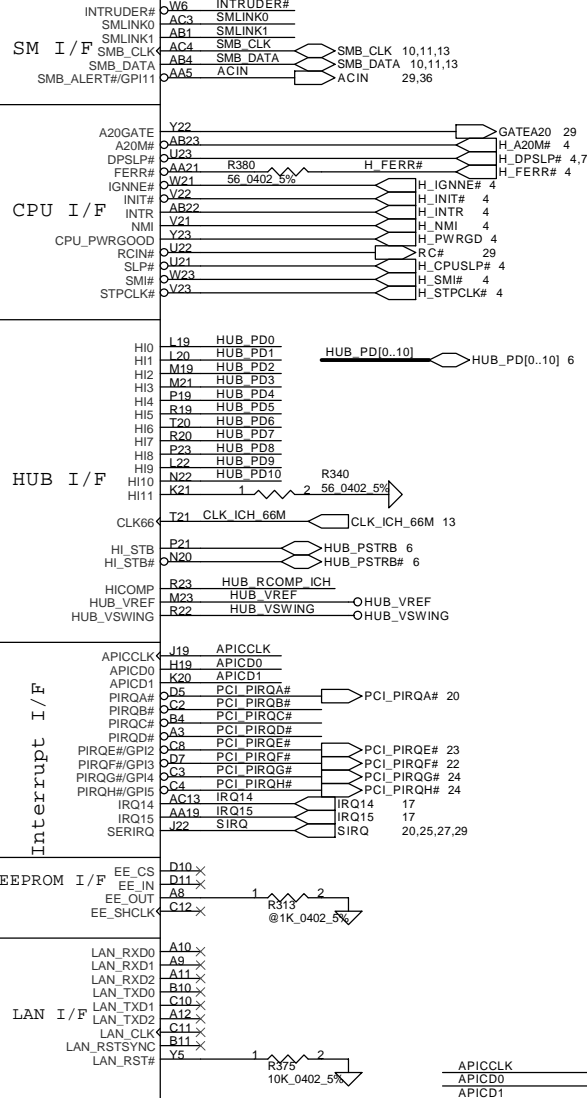 INTRUDER# W6 INTRUDER#
SMLINK0 AC3 SMLINK0
SMLINK1 AB1 SMLINK1
SM I/F
SMB_CLK AC4 SMB_CLK SMB_CLK 10,11,13
SMB_DATA AB4 SMB_DATA SMB_DATA 10,11,13
SMB_ALERT#/GPI11 AA5 ACIN ACIN 29,36
CPU I/F
A20GATE Y22 GATEA20 29
A20M# AB23 H_A20M# 4
DPSLP# U23 H_DPSLP# 4,7
FERR# AA21 R380 H_FERR# H_FERR# 4
56_0402_5%
IGNNE# W21 H_IGNNE# 4
INIT# V22 H_INIT# 4
INTR AB22 H_INTR 4
NMI V21 H_NMI 4
CPU_PWRGOOD Y23 H_PWRGD 4
RCIN# U22 RC# 29
SLP# U21 H_CPUSLP# 4
SMI# W23 H_SMI# 4
STPCLK# V23 H_STPCLK# 4
HUB I/F
HI0 L19 HUB_PD0
HI1 L20 HUB_PD1 HUB_PD[0..10] HUB_PD[0..10] 6
HI2 M19 HUB_PD2
HI3 M21 HUB_PD3
HI4 P19 HUB_PD4
HI5 R19 HUB_PD5
HI6 T20 HUB_PD6
HI7 R20 HUB_PD7
HI8 P23 HUB_PD8
HI9 L22 HUB_PD9
HI10 N22 HUB_PD10 R340
HI11 K21 1 2 56_0402_5%
CLK66 T21 CLK_ICH_66M CLK_ICH_66M 13
HI_STB P21 HUB_PSTRB 6
HI_STB# N20 HUB_PSTRB# 6
HICOMP R23 HUB_RCOMP_ICH
HUB_VREF M23 HUB_VREF HUB_VREF
HUB_VSWING R22 HUB_VSWING HUB_VSWING
Interrupt I/F
APICCLK J19 APICCLK
APICD0 H19 APICD0
APICD1 K20 APICD1
PIRQA# D5 PCI_PIRQA# PCI_PIRQA# 20
PIRQB# C2 PCI_PIRQB#
PIRQC# B4 PCI_PIRQC#
PIRQD# A3 PCI_PIRQD#
PIRQE#/GPI2 C8 PCI_PIRQE# PCI_PIRQE# 23
PIRQF#/GPI3 D7 PCI_PIRQF# PCI_PIRQF# 22
PIRQG#/GPI4 C3 PCI_PIRQG# PCI_PIRQG# 24
PIRQH#/GPI5 C4 PCI_PIRQH# PCI_PIRQH# 24
IRQ14 AC13 IRQ14 IRQ14 17
IRQ15 AA19 IRQ15 IRQ15 17
SERIRQ J22 SIRQ SIRQ 20,25,27,29
EEPROM I/F
EE_CS D10
EE_IN D11
EE_OUT A8 1 2
R313
EE_SHCLK C12
@1K_0402_5%
LAN I/F
LAN_RXD0 A10
LAN_RXD1 A9
LAN_RXD2 A11
LAN_TXD0 B10
LAN_TXD1 C10
LAN_TXD2 A12
LAN_CLK C11
LAN_RSTSYNC B11
LAN_RST# Y5 1 2
R375
10K_0402_5%
APICCLK
APICD0
APICD1